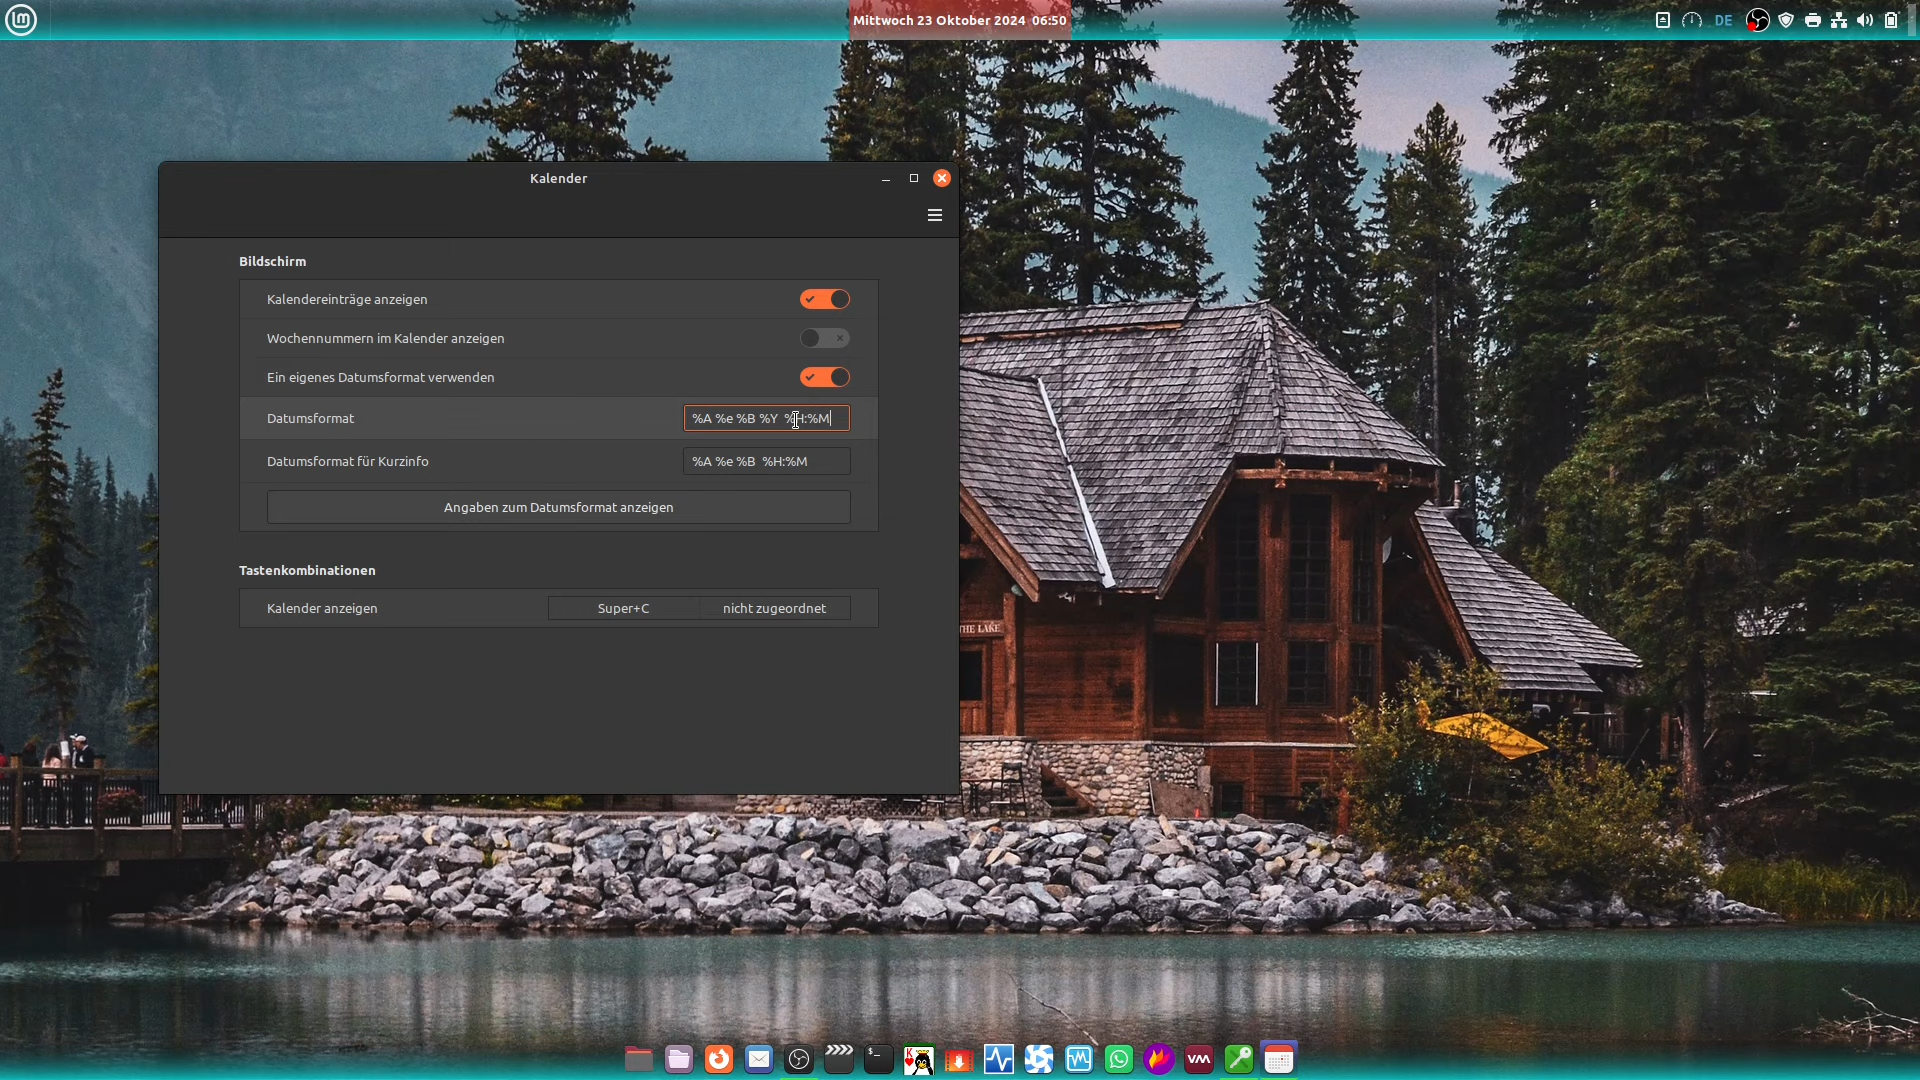 Mittwoch 23 Oktober 2024 06:50
DE
Kalender
Bildschirm
Kalendereinträge anzeigen
Wochennummern im Kalender anzeigen
Ein eigenes Datumsformat verwenden
Datumsformat
%A %e %B %Y  %H:%M
Datumsformat für Kurzinfo
%A %e %B  %H:%M
Angaben zum Datumsformat anzeigen
Tastenkombinationen
Kalender anzeigen
Super+C
nicht zugeordnet
THE LAKE